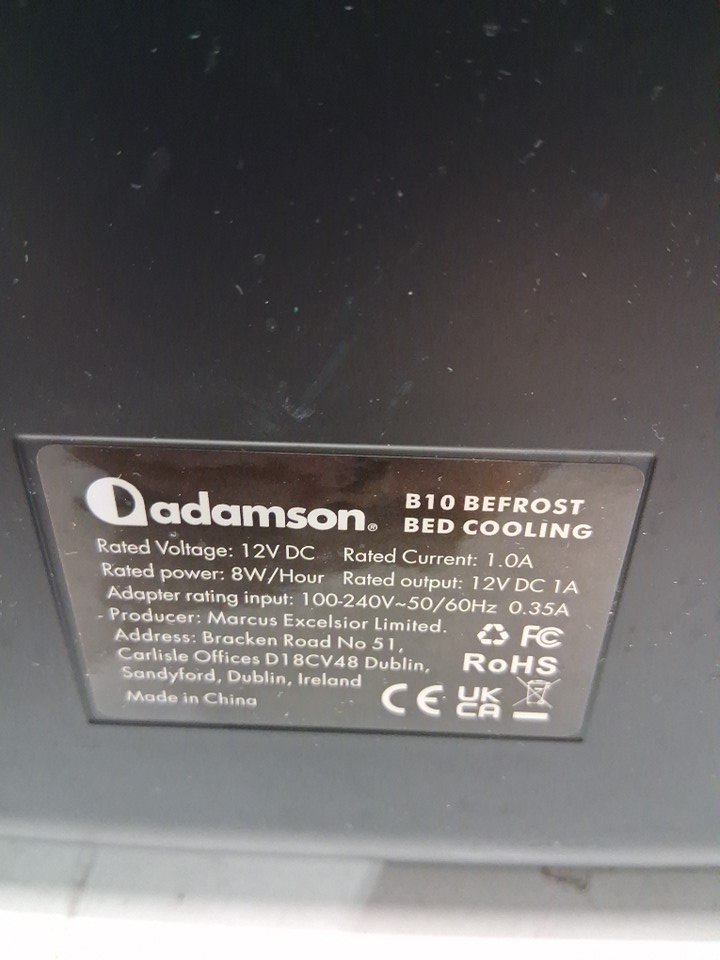 adamson®
B10 BEFROST
BED COOLING
Rated Voltage: 12V DC Rated Current: 1.0A
Rated power: 8W/Hour Rated output: 12V DC 1A
Adapter rating input: 100-240V~50/60Hz 0.35A
- Producer: Marcus Excelsior Limited.
Address: Bracken Road No 51,
Carlisle Offices D18CV48 Dublin,
Sandyford, Dublin, Ireland
Made in China
FC
RoHS
CE UK
CA